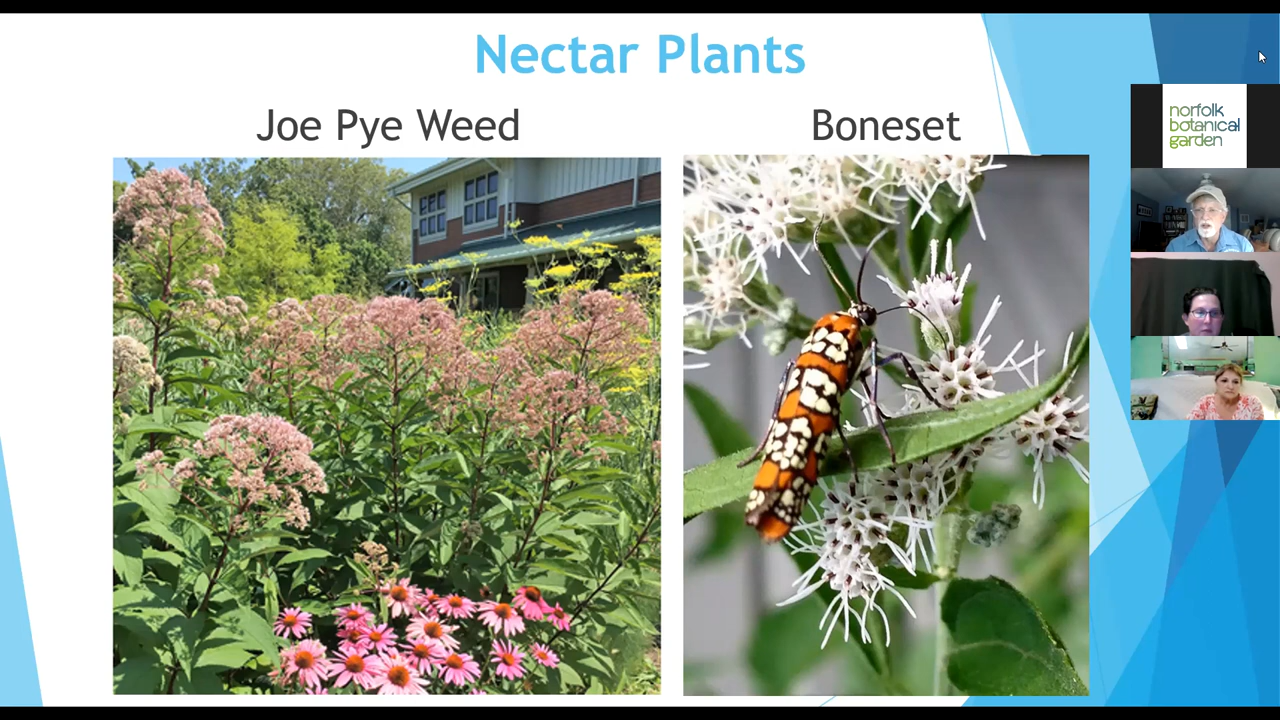 Nectar Plants
Joe Pye Weed
Boneset
norfolk
botanical
garden